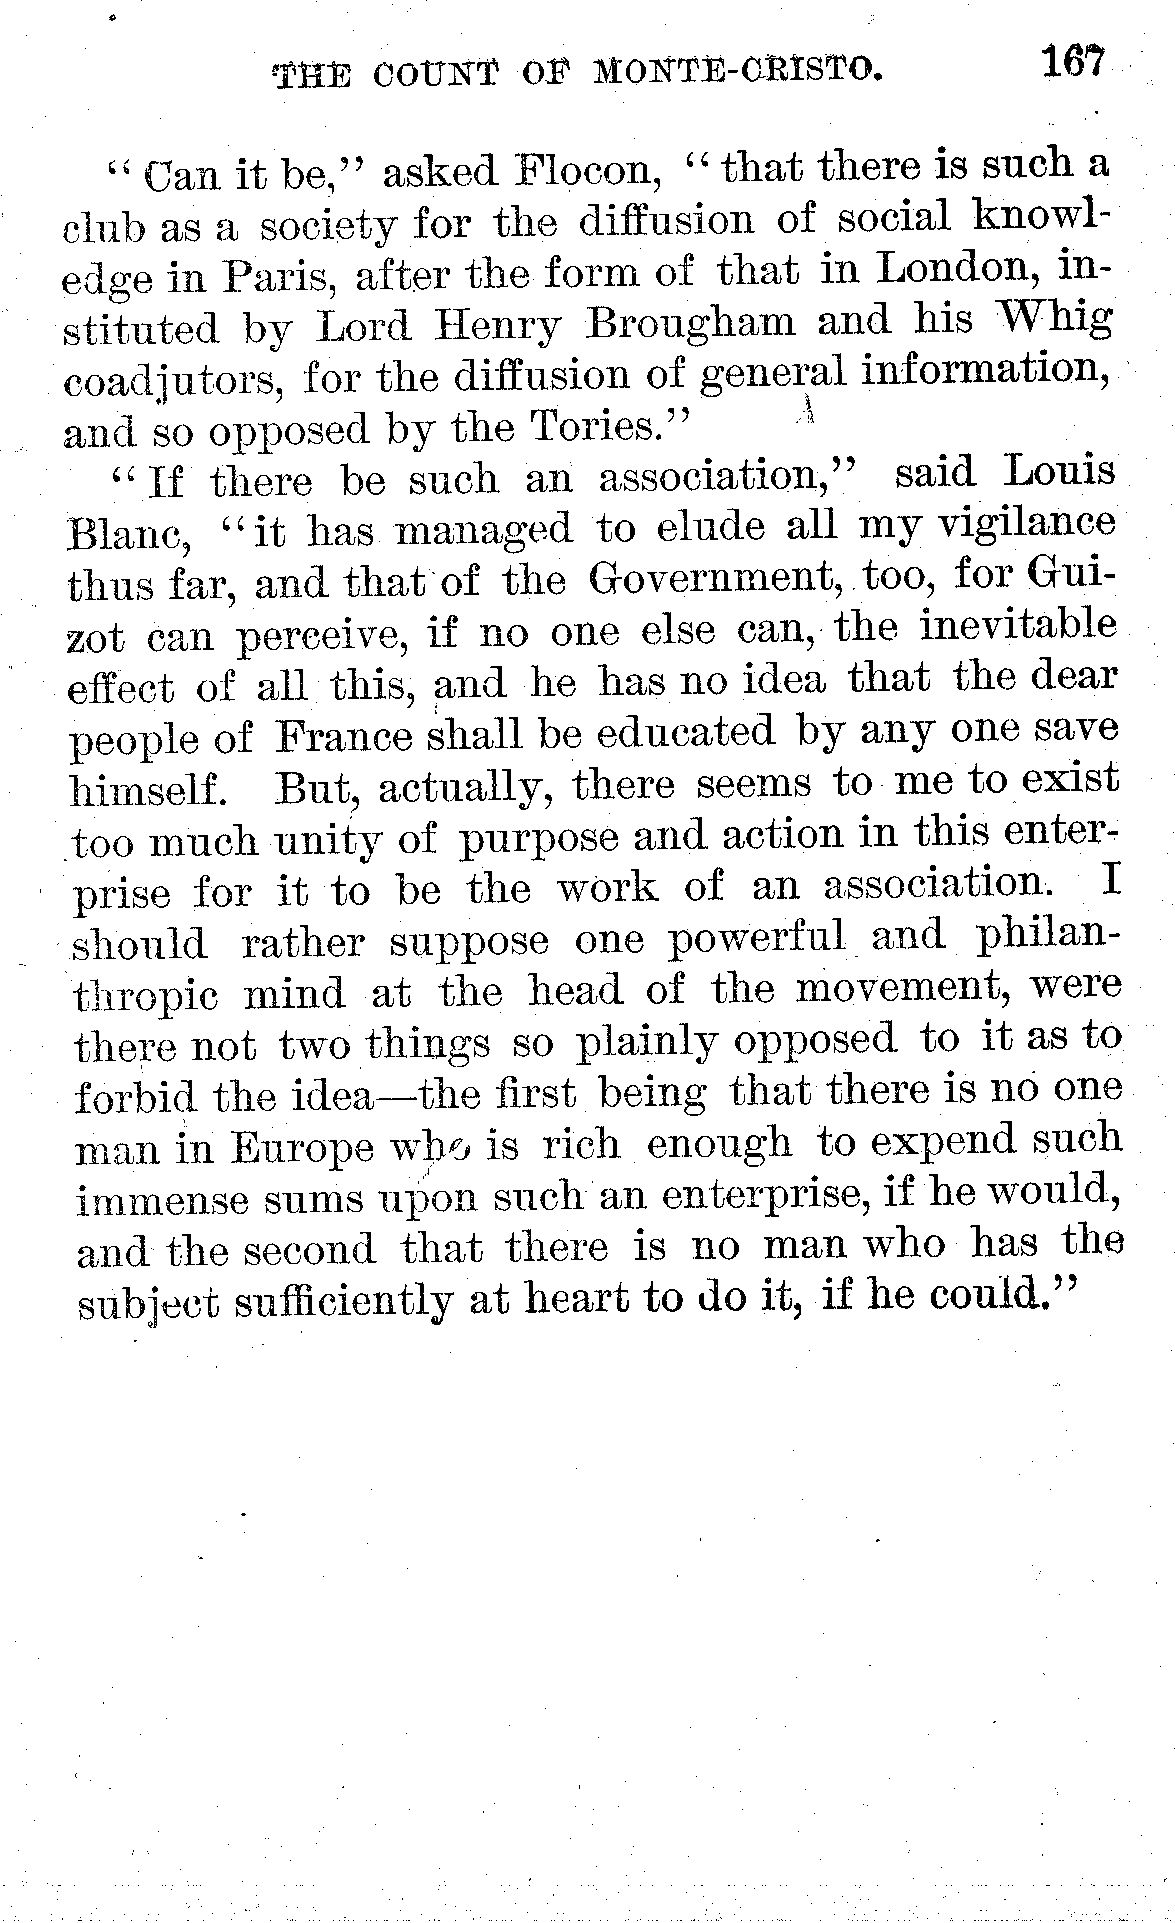 THE COUNT OF MONTE-CRISTO. 167
"Can it be," asked Flocon, "that there is such a
club as a society for the diffusion of social knowl-
edge in Paris, after the form of that in London, in-
stituted by Lord Henry Brougham and his Whig
coadjutors, for the diffusion of general information,
and so opposed by the Tories."
"If there be such an association," said Louis
Blanc, "it has managed to elude all my vigilance
thus far, and that of the Government, too, for Gui-
zot can perceive, if no one else can, the inevitable
effect of all this, and he has no idea that the dear
people of France shall be educated by any one save
himself. But, actually, there seems to me to exist
too much unity of purpose and action in this enter-
prise for it to be the work of an association. I
should rather suppose one powerful and philan-
thropic mind at the head of the movement, were
there not two things so plainly opposed to it as to
forbid the idea—the first being that there is no one
man in Europe who is rich enough to expend such
immense sums upon such an enterprise, if he would,
and the second that there is no man who has the
subject sufficiently at heart to do it, if he could."